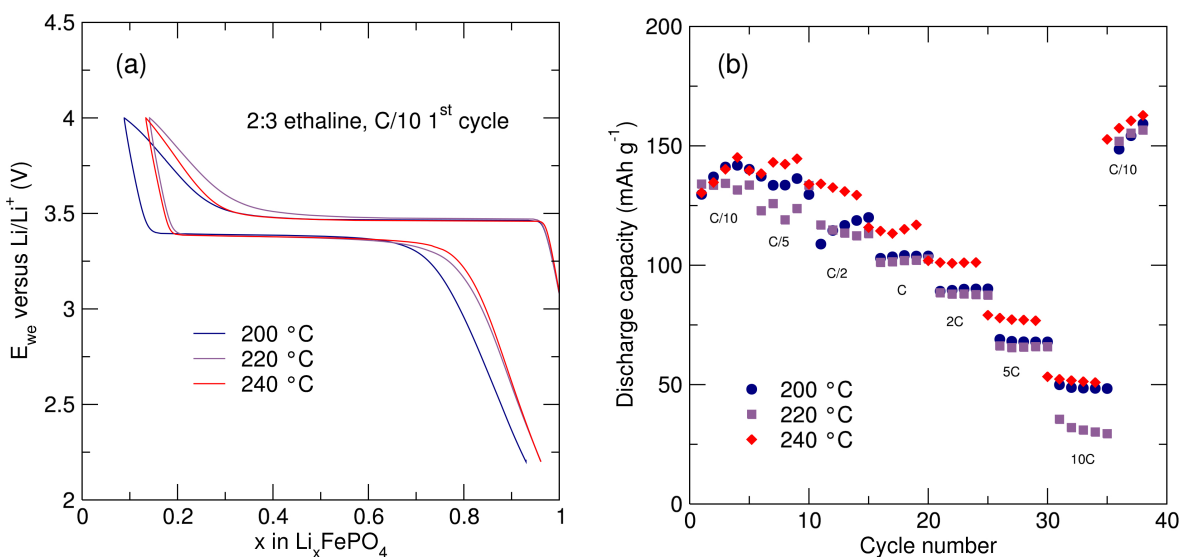 (a)
2:3 ethaline, C/10 1st cycle
4.5
4
3.5
3
2.5
2
E_we versus Li/Li+ (V)
200 °C
220 °C
240 °C
0 0.2 0.4 0.6 0.8 1
x in LixFePO4
(b)
200
150
100
50
0
Discharge capacity (mAh g-1)
C/10
C/5
C/2
C
2C
5C
10C
C/10
200 °C
220 °C
240 °C
0 10 20 30 40
Cycle number